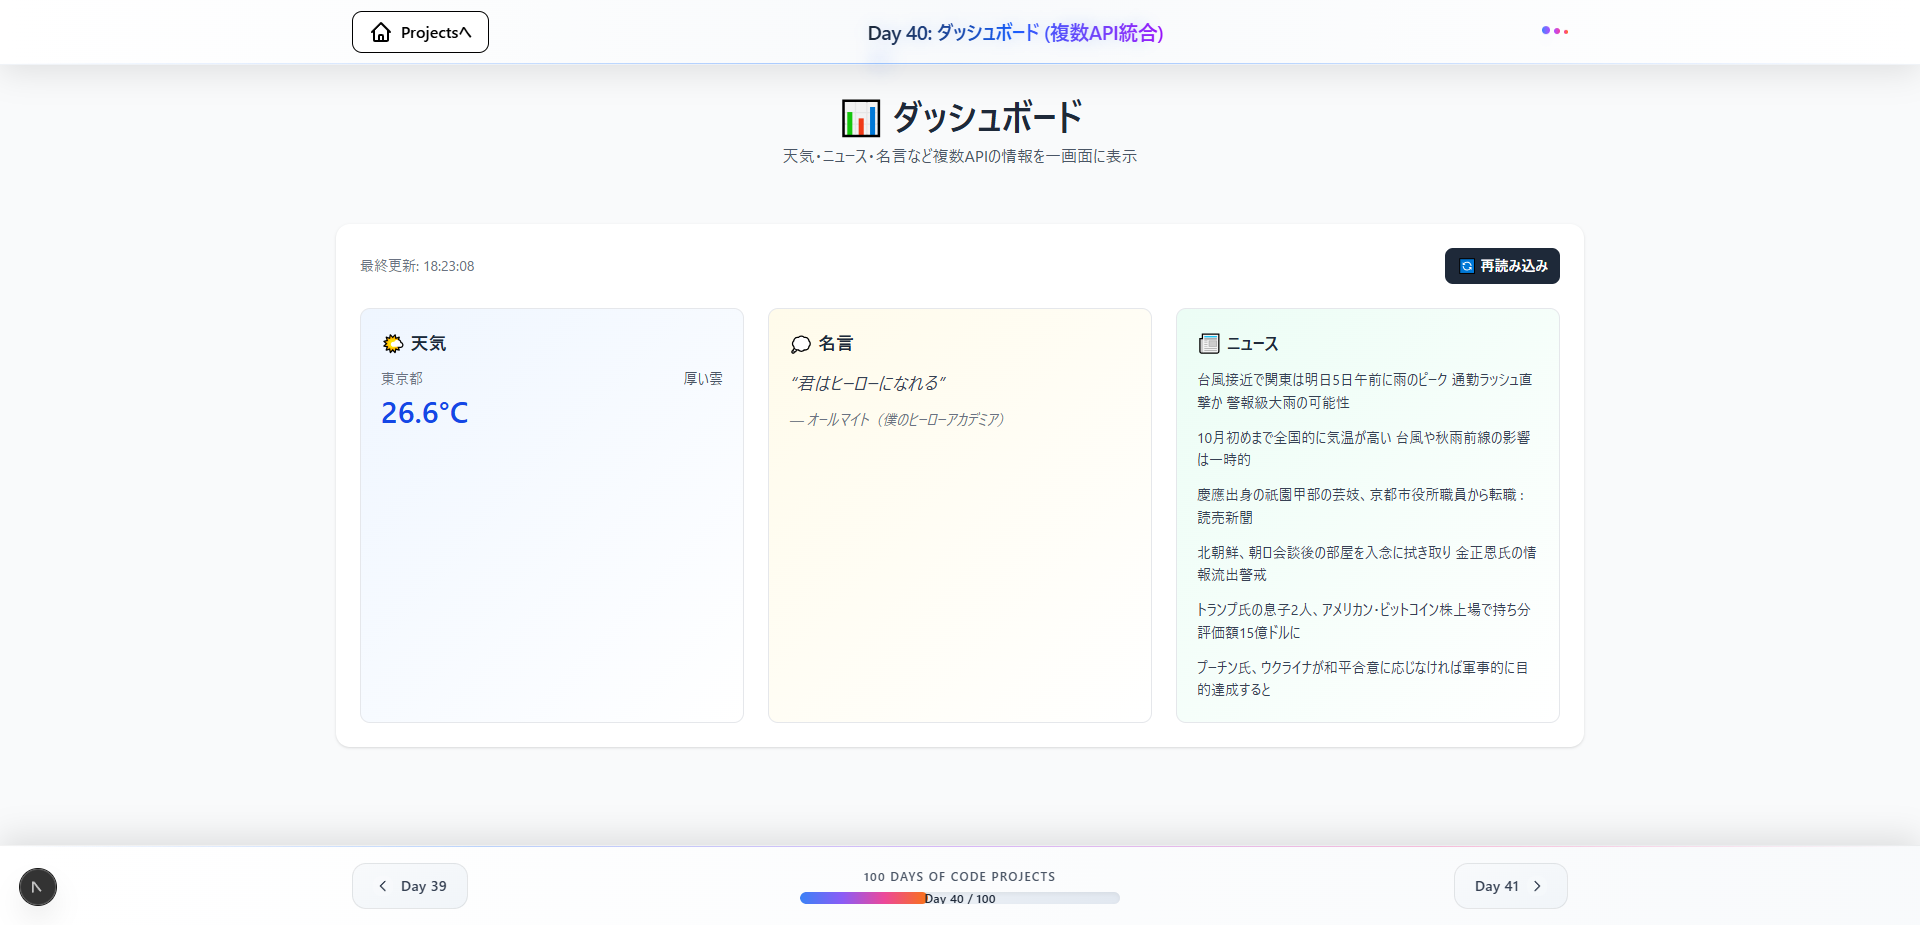 Projectsへ
Day 40: ダッシュボード (複数API統合)
ダッシュボード
天気・ニュース・名言など複数APIの情報を一画面に表示
最終更新: 18:23:08
再読み込み
天気
東京都
厚い雲
26.6°C
名言
“君はヒーローになれる”
— オールマイト（僕のヒーローアカデミア）
ニュース
台風接近で関東は明日5日午前に雨のピーク 通勤ラッシュ直
撃か 警報級大雨の可能性
10月初めまで全国的に気温が高い 台風や秋雨前線の影響
は一時的
慶應出身の祇園甲部の芸妓、京都市役所職員から転職 :
読売新聞
北朝鮮、朝ロ会談後の部屋を入念に拭き取り 金正恩氏の情
報流出警戒
トランプ氏の息子2人、アメリカン・ビットコイン株上場で持ち分
評価額15億ドルに
プーチン氏、ウクライナが和平合意に応じなければ軍事的に目
的達成すると
Day 39
100 DAYS OF CODE PROJECTS
Day 40 / 100
Day 41